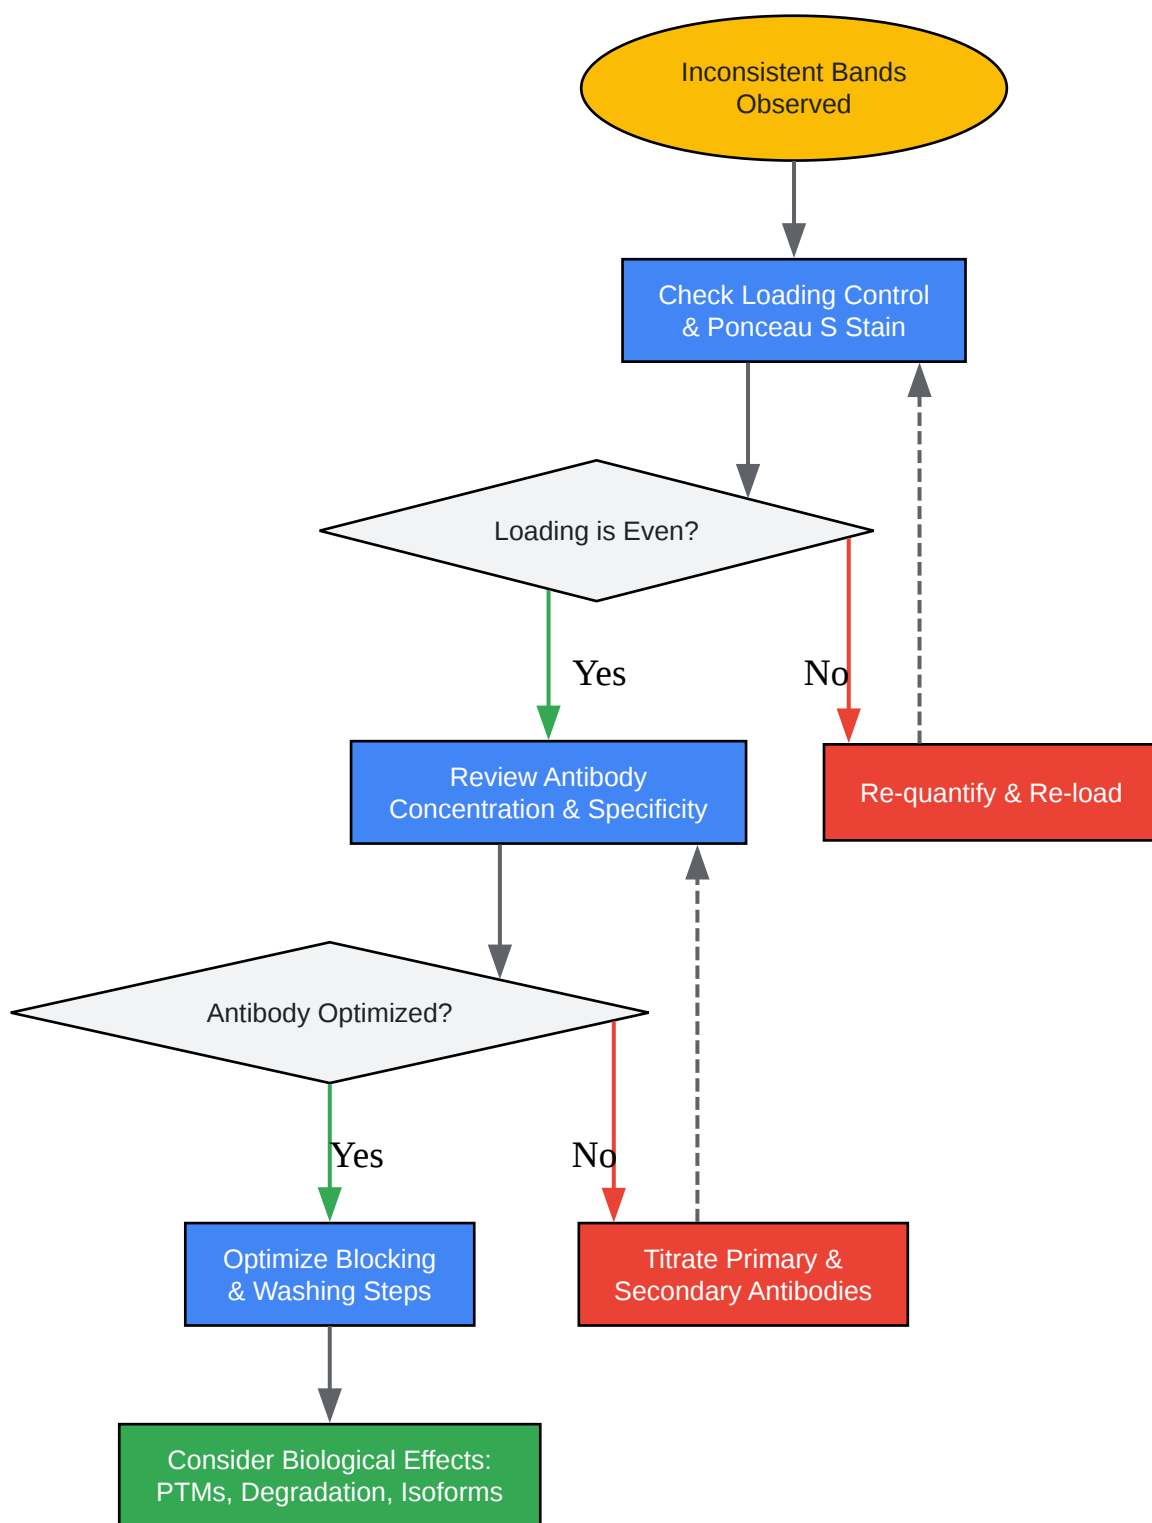 Inconsistent Bands
Observed
Check Loading Control
& Ponceau S Stain
Loading is Even?
Yes
No
Review Antibody
Concentration & Specificity
Re-quantify & Re-load
Antibody Optimized?
Yes
No
Optimize Blocking
& Washing Steps
Titrate Primary &
Secondary Antibodies
Consider Biological Effects:
PTMs, Degradation, Isoforms